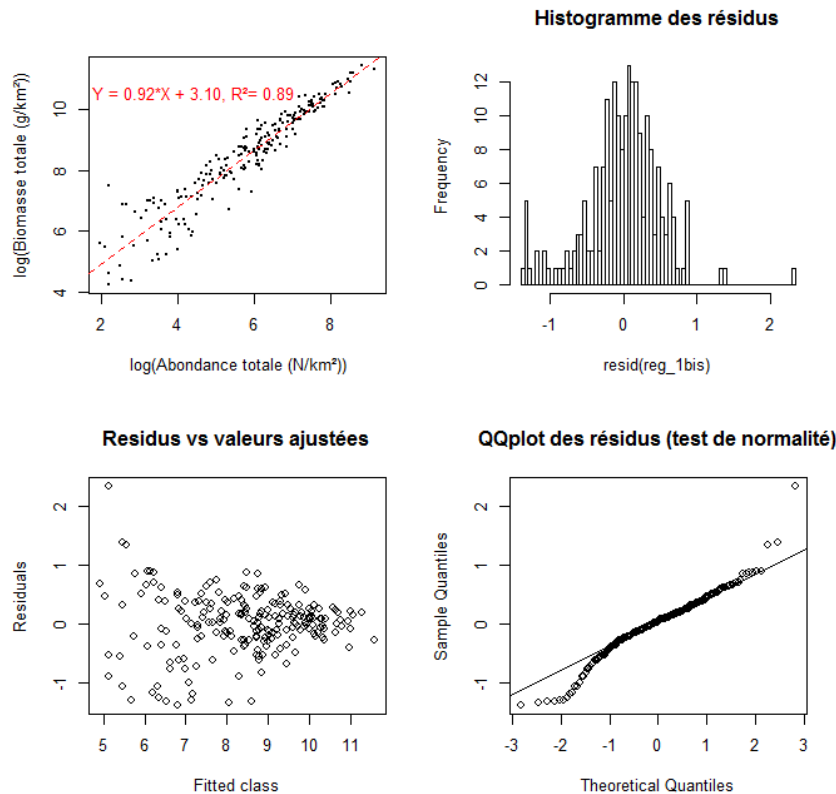 log(Biomasse totale (g/km²))
10
8
6
4
Y = 0.92*X + 3.10, R²= 0.89
2 4 6 8
log(Abondance totale (N/km²))
Histogramme des résidus
Frequency
12
10
8
6
4
2
0
-1 0 1 2
resid(reg_1bis)
Residus vs valeurs ajustées
Residuals
2
1
0
-1
5 6 7 8 9 10 11
Fitted class
QQplot des résidus (test de normalité)
Sample Quantiles
2
1
0
-1
-3 -2 -1 0 1 2 3
Theoretical Quantiles